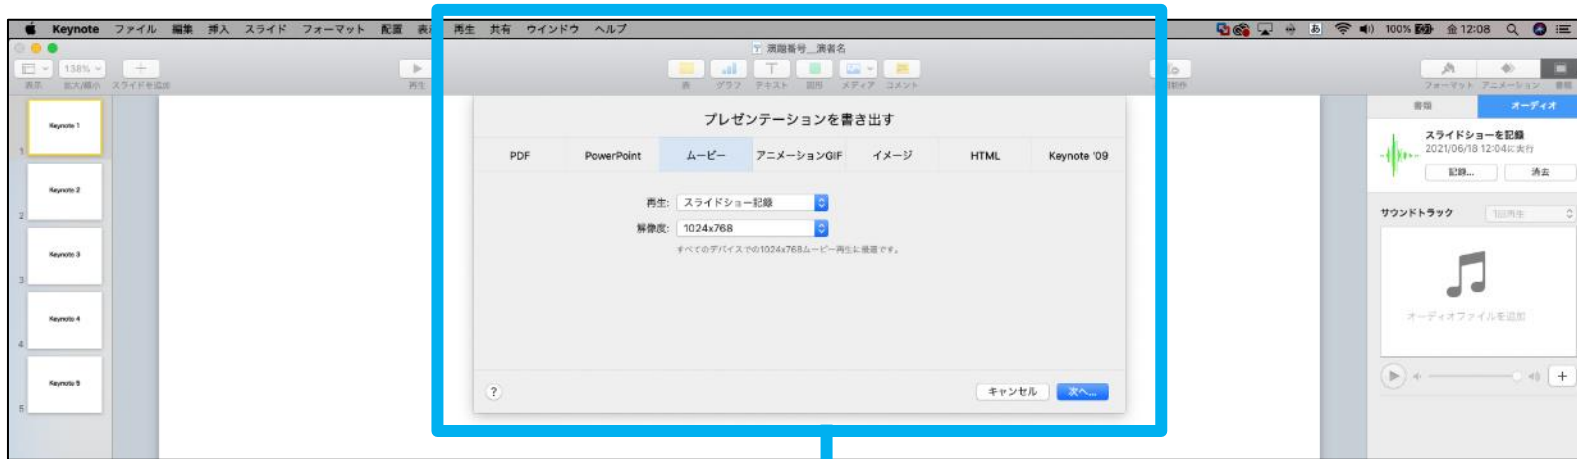 Keynote ファイル 編集 挿入 スライド フォーマット 配置 表示 再生 共有 ウインドウ ヘルプ 100% 金12:08
演題番号_演者名
138%
表示 拡大/縮小 スライドを追加 再生 表 グラフ テキスト 図形 メディア コメント フォーマット アニメーション 書類
書類 オーディオ
プレゼンテーションを書き出す
PDF PowerPoint ムービー アニメーションGIF イメージ HTML Keynote '09
再生: スライドショー記録
解像度: 1024x768
すべてのデバイスでの1024x768ムービー再生に最適です。
? キャンセル 次へ...
Keynote 1
1
Keynote 2
2
Keynote 3
3
Keynote 4
4
Keynote 5
5
スライドショーを記録
2021/06/18 12:04に実行
記録... 消去
サウンドトラック 1回再生
オーディオファイルを追加